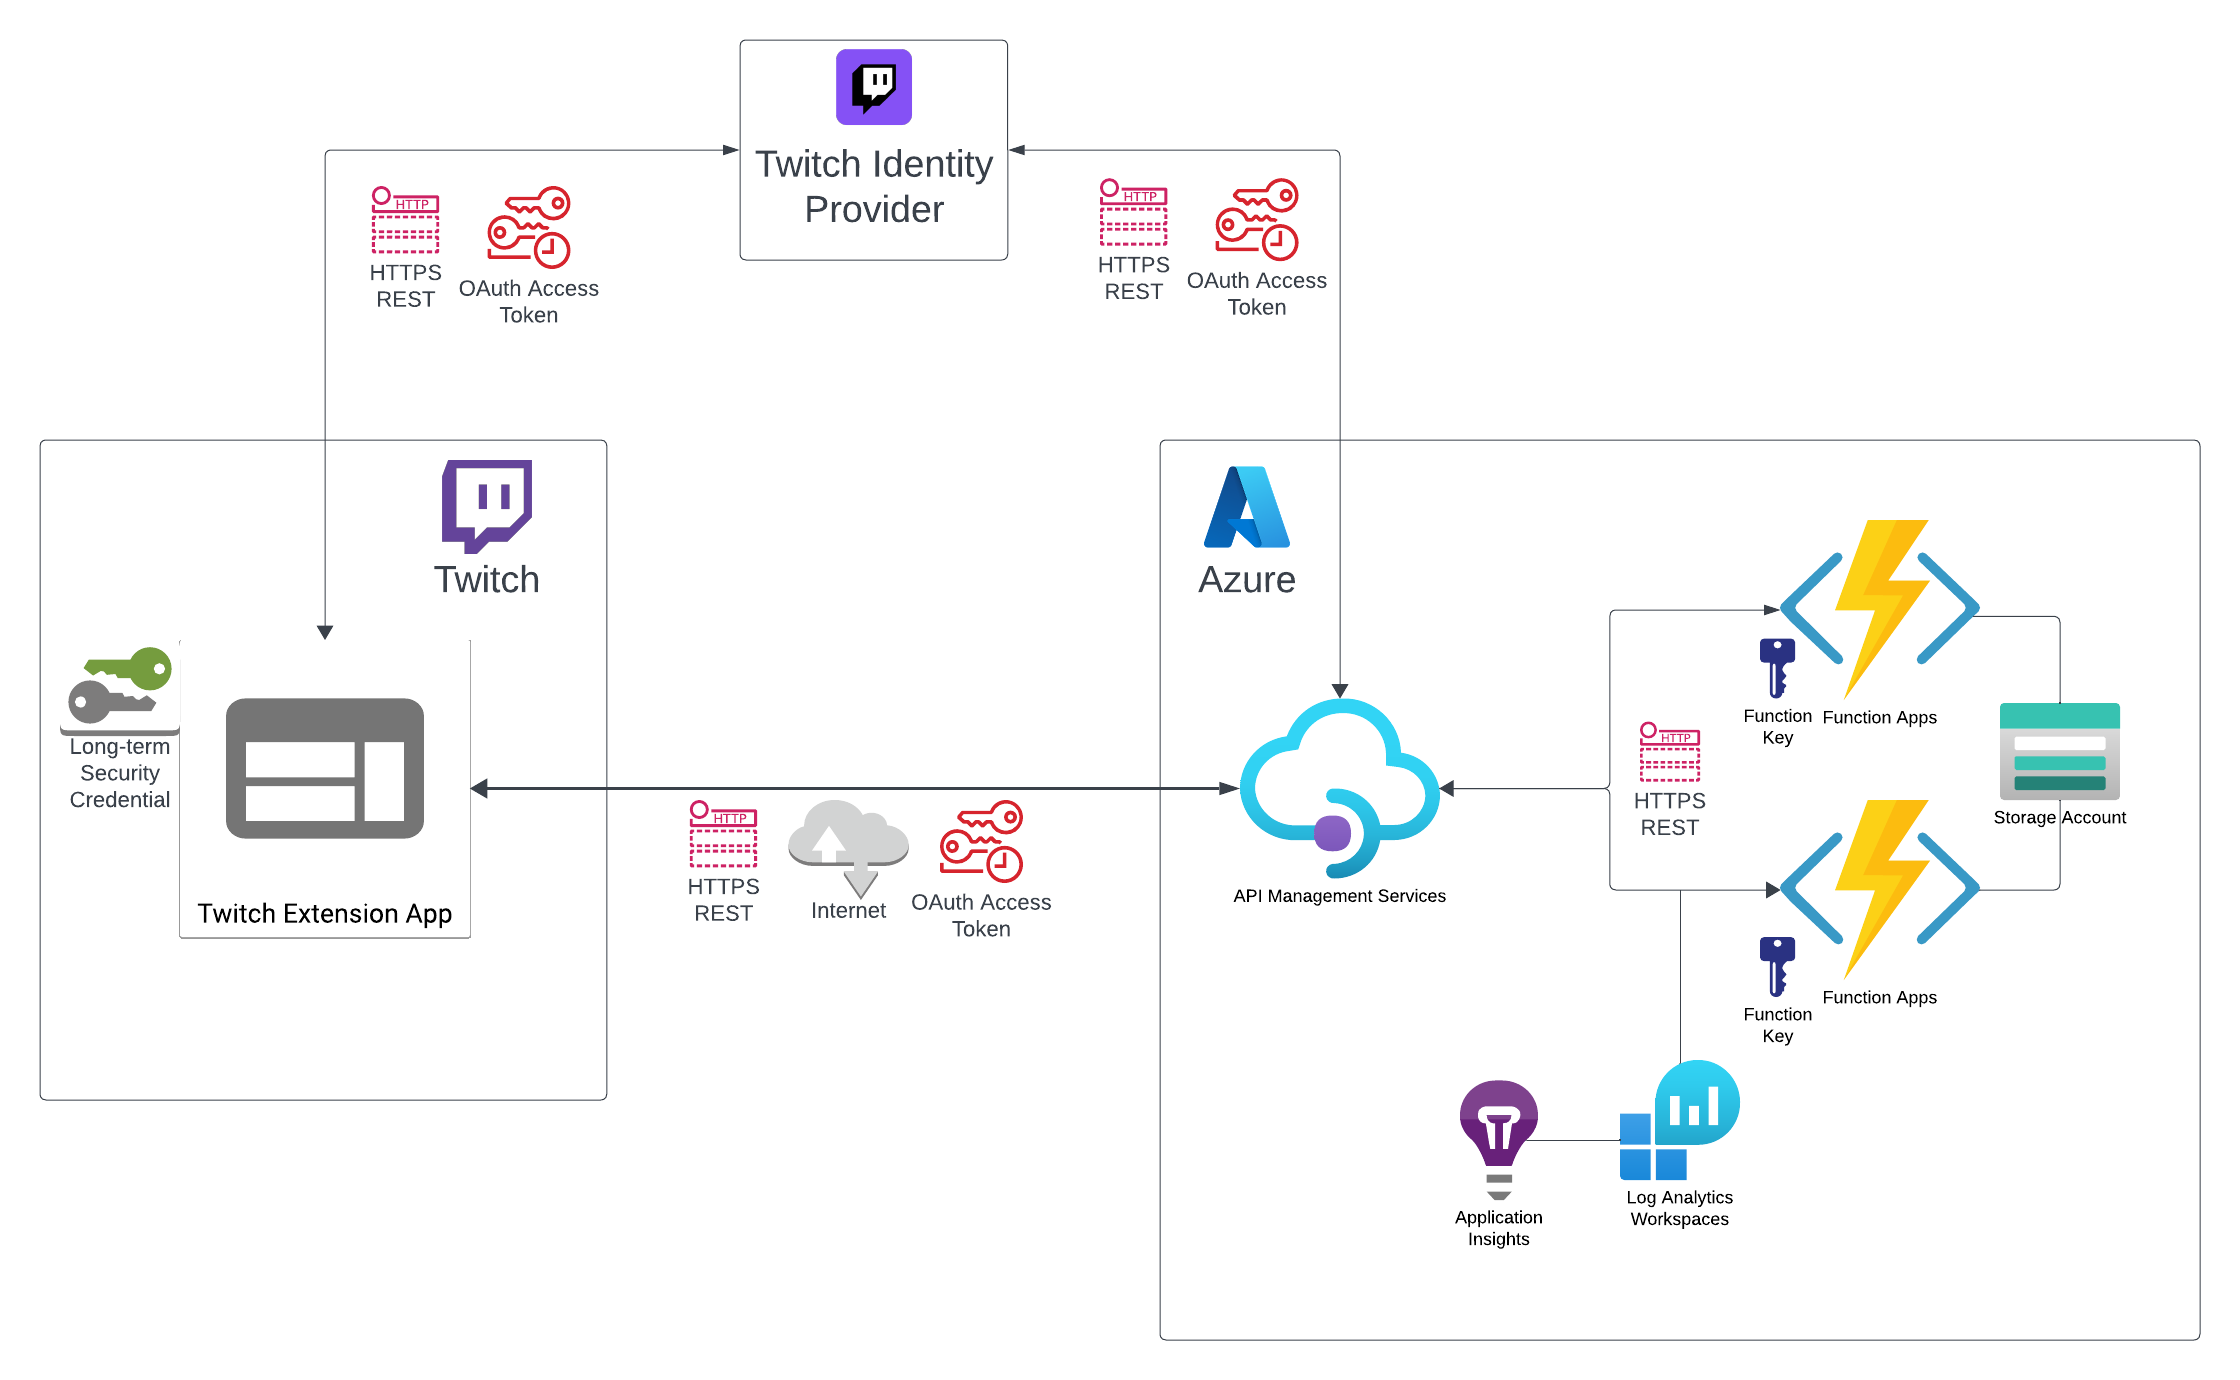 Twitch Identity
Provider
HTTP
HTTPS
REST
OAuth Access
Token
HTTP
HTTPS
REST
OAuth Access
Token
Twitch
Long-term
Security
Credential
Twitch Extension App
HTTP
HTTPS
REST
Internet
OAuth Access
Token
Azure
API Management Services
HTTP
HTTPS
REST
Function
Key
Function Apps
Storage Account
Function
Key
Function Apps
Application
Insights
Log Analytics
Workspaces